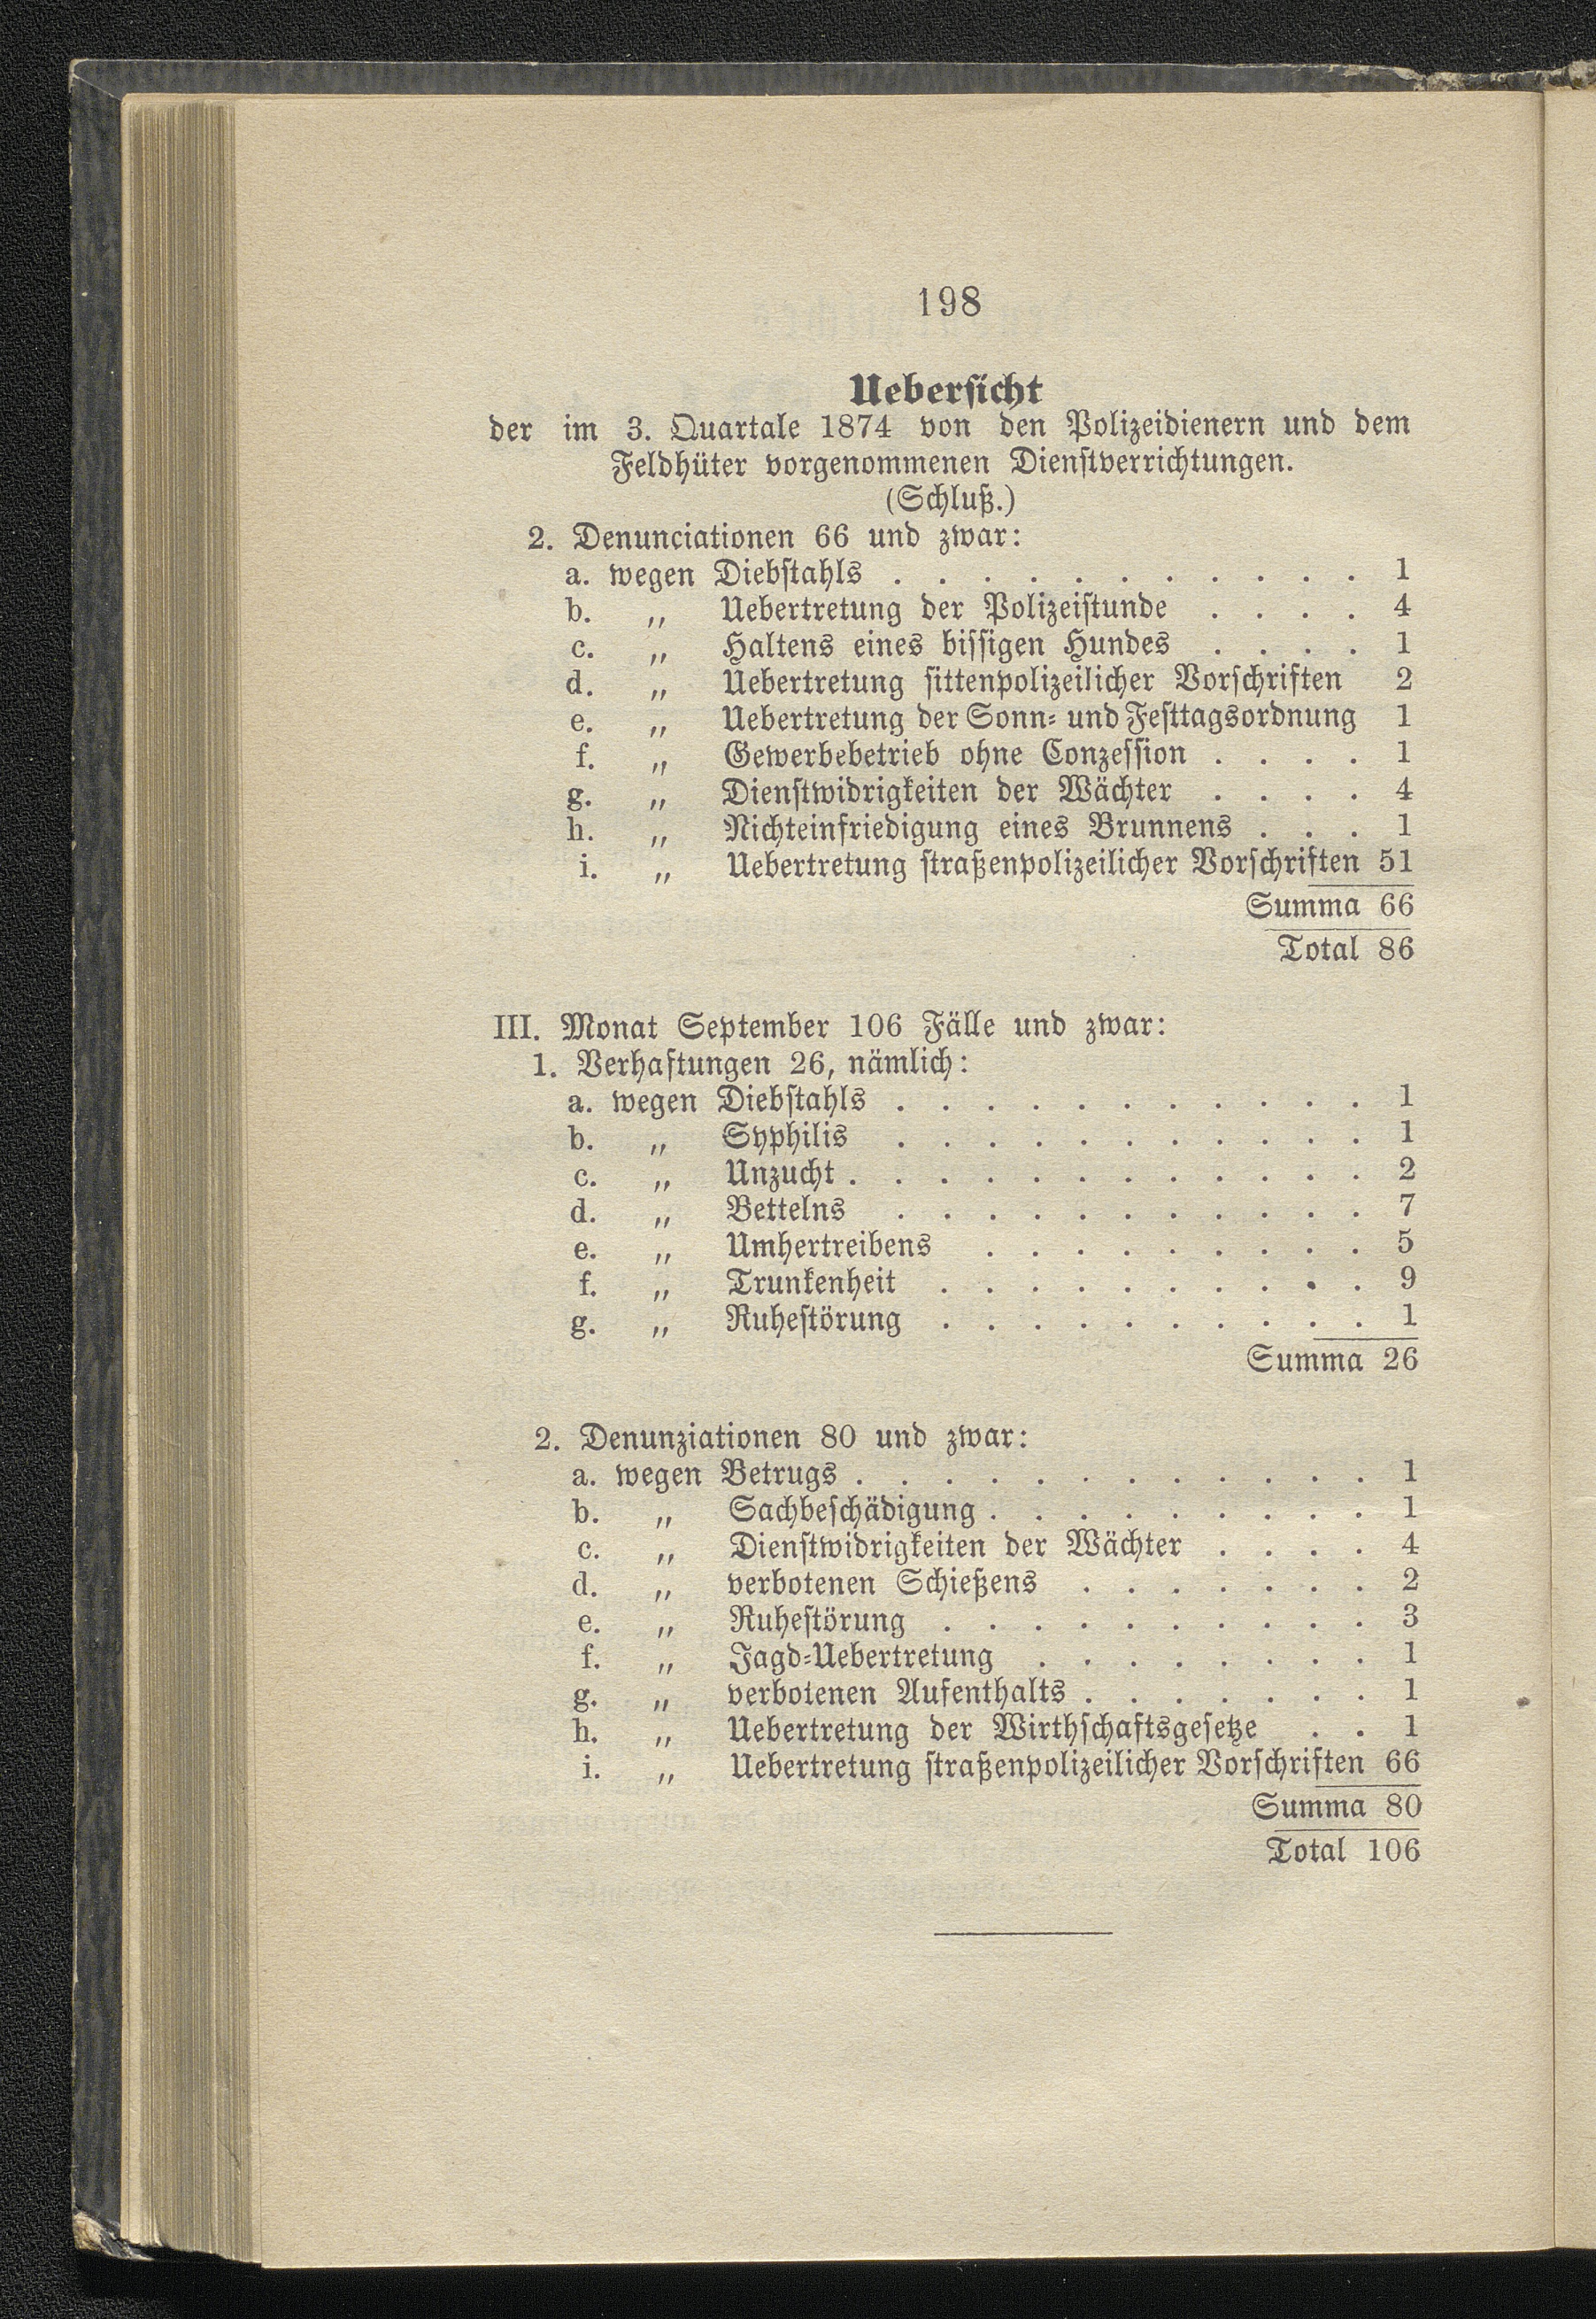 198
Uebersicht
der im 3. Quartale 1874 von den Polizeidienern und dem
Feldhüter vorgenommenen Dienstverrichtungen.
(Schluß.)
2. Denunciationen 66 und zwar:
a. wegen Diebstahls . . . . . . . . . . . 1
b. „ Uebertretung der Polizeistunde . . . . 4
c. „ Haltens eines bissigen Hundes . . . . 1
d. „ Uebertretung sittenpolizeilicher Vorschriften 2
e. „ Uebertretung der Sonn- und Festtagsordnung 1
f. „ Gewerbebetrieb ohne Conzession . . . . 1
g. „ Dienstwidrigkeiten der Wächter . . . . 4
h. „ Nichteinfriedigung eines Brunnens . . . 1
i. „ Uebertretung straßenpolizeilicher Vorschriften 51
Summa 66
Total 86
III. Monat September 106 Fälle und zwar:
1. Verhaftungen 26, nämlich:
a. wegen Diebstahls . . . . . . . . . . . 1
b. „ Syphilis . . . . . . . . . . . 1
c. „ Unzucht . . . . . . . . . . . . 2
d. „ Bettelns . . . . . . . . . . . 7
e. „ Umhertreibens . . . . . . . . . 5
f. „ Trunkenheit . . . . . . . . . . 9
g. „ Ruhestörung . . . . . . . . . . 1
Summa 26
2. Denunziationen 80 und zwar:
a. wegen Betrugs . . . . . . . . . . . . 1
b. „ Sachbeschädigung . . . . . . . . . 1
c. „ Dienstwidrigkeiten der Wächter . . . . 4
d. „ verbotenen Schießens . . . . . . . 2
e. „ Ruhestörung . . . . . . . . . . 3
f. „ Jagd-Uebertretung . . . . . . . . 1
g. „ verbotenen Aufenthalts . . . . . . . 1
h. „ Uebertretung der Wirthschaftsgesetze . . 1
i. „ Uebertretung straßenpolizeilicher Vorschriften 66
Summa 80
Total 106